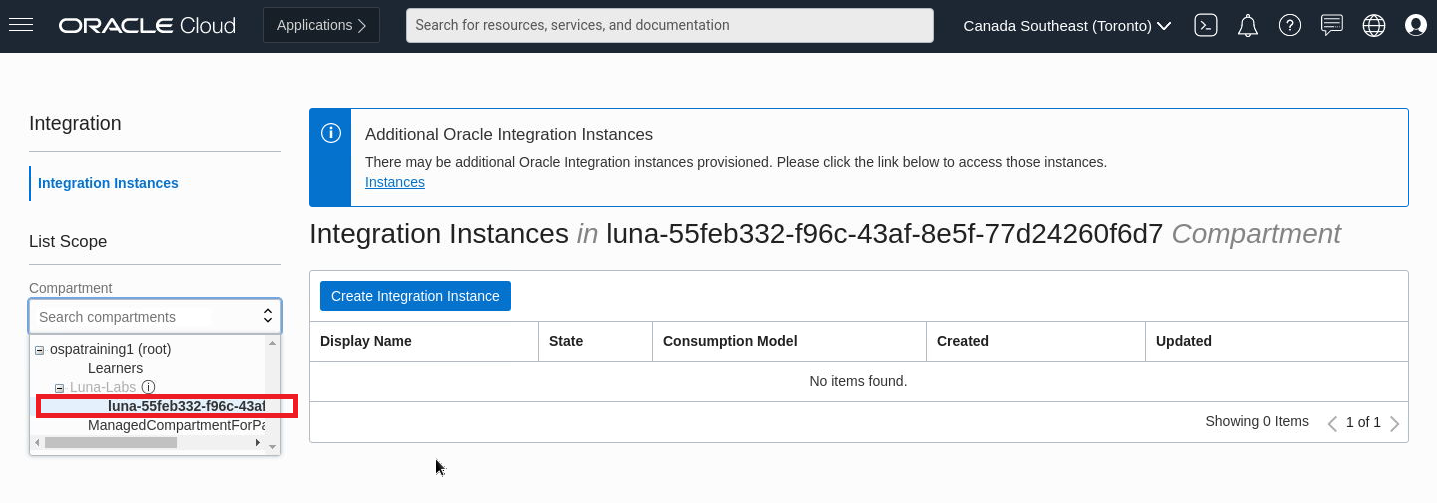 ORACLE Cloud
Applications
Search for resources, services, and documentation
Canada Southeast (Toronto)
Integration
Integration Instances
List Scope
Compartment
Search compartments
ospatraining1 (root)
Learners
Luna-Labs
luna-55feb332-f96c-43af
ManagedCompartmentForPa
Additional Oracle Integration Instances
There may be additional Oracle Integration instances provisioned. Please click the link below to access those instances.
Instances
Integration Instances in luna-55feb332-f96c-43af-8e5f-77d24260f6d7 Compartment
Create Integration Instance
Display Name State Consumption Model Created Updated
No items found.
Showing 0 Items 1 of 1